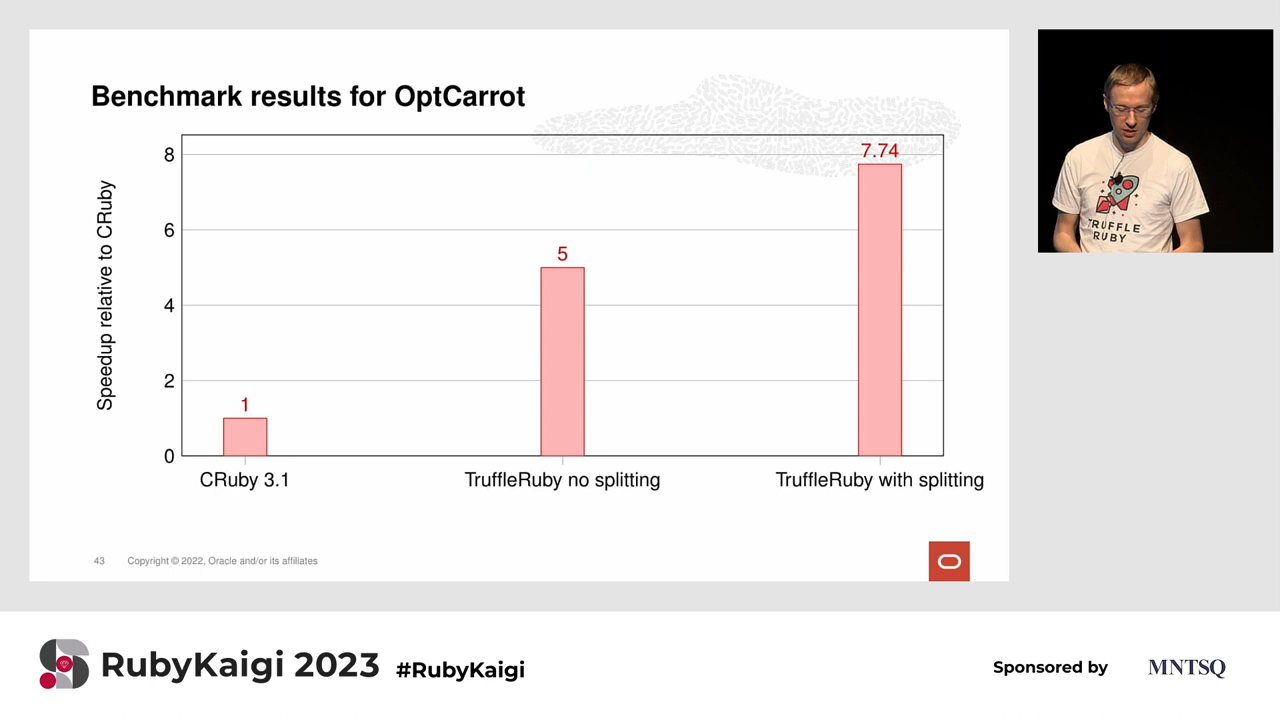 Benchmark results for OptCarrot
Speedup relative to CRuby
8
6
4
2
0
1
5
7.74
CRuby 3.1
TruffleRuby no splitting
TruffleRuby with splitting
43 Copyright © 2022, Oracle and/or its affiliates
TRUFFLE
RUBY
RubyKaigi 2023 #RubyKaigi
Sponsored by MNTSQ